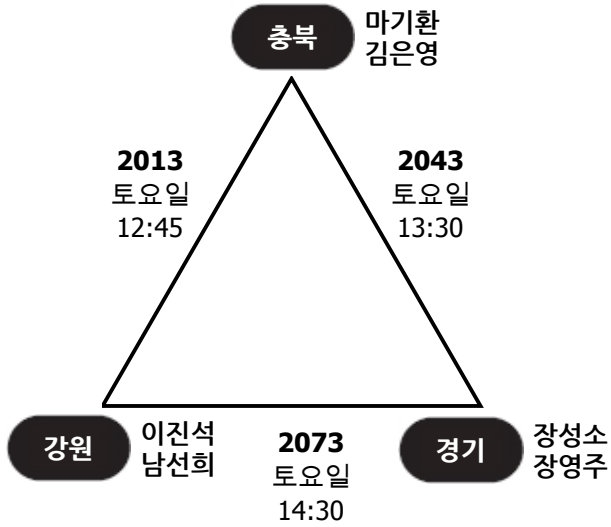 충북
마기환
김은영
2013
토요일
12:45
2043
토요일
13:30
강원
이진석
남선희
2073
토요일
14:30
경기
장성소
장영주